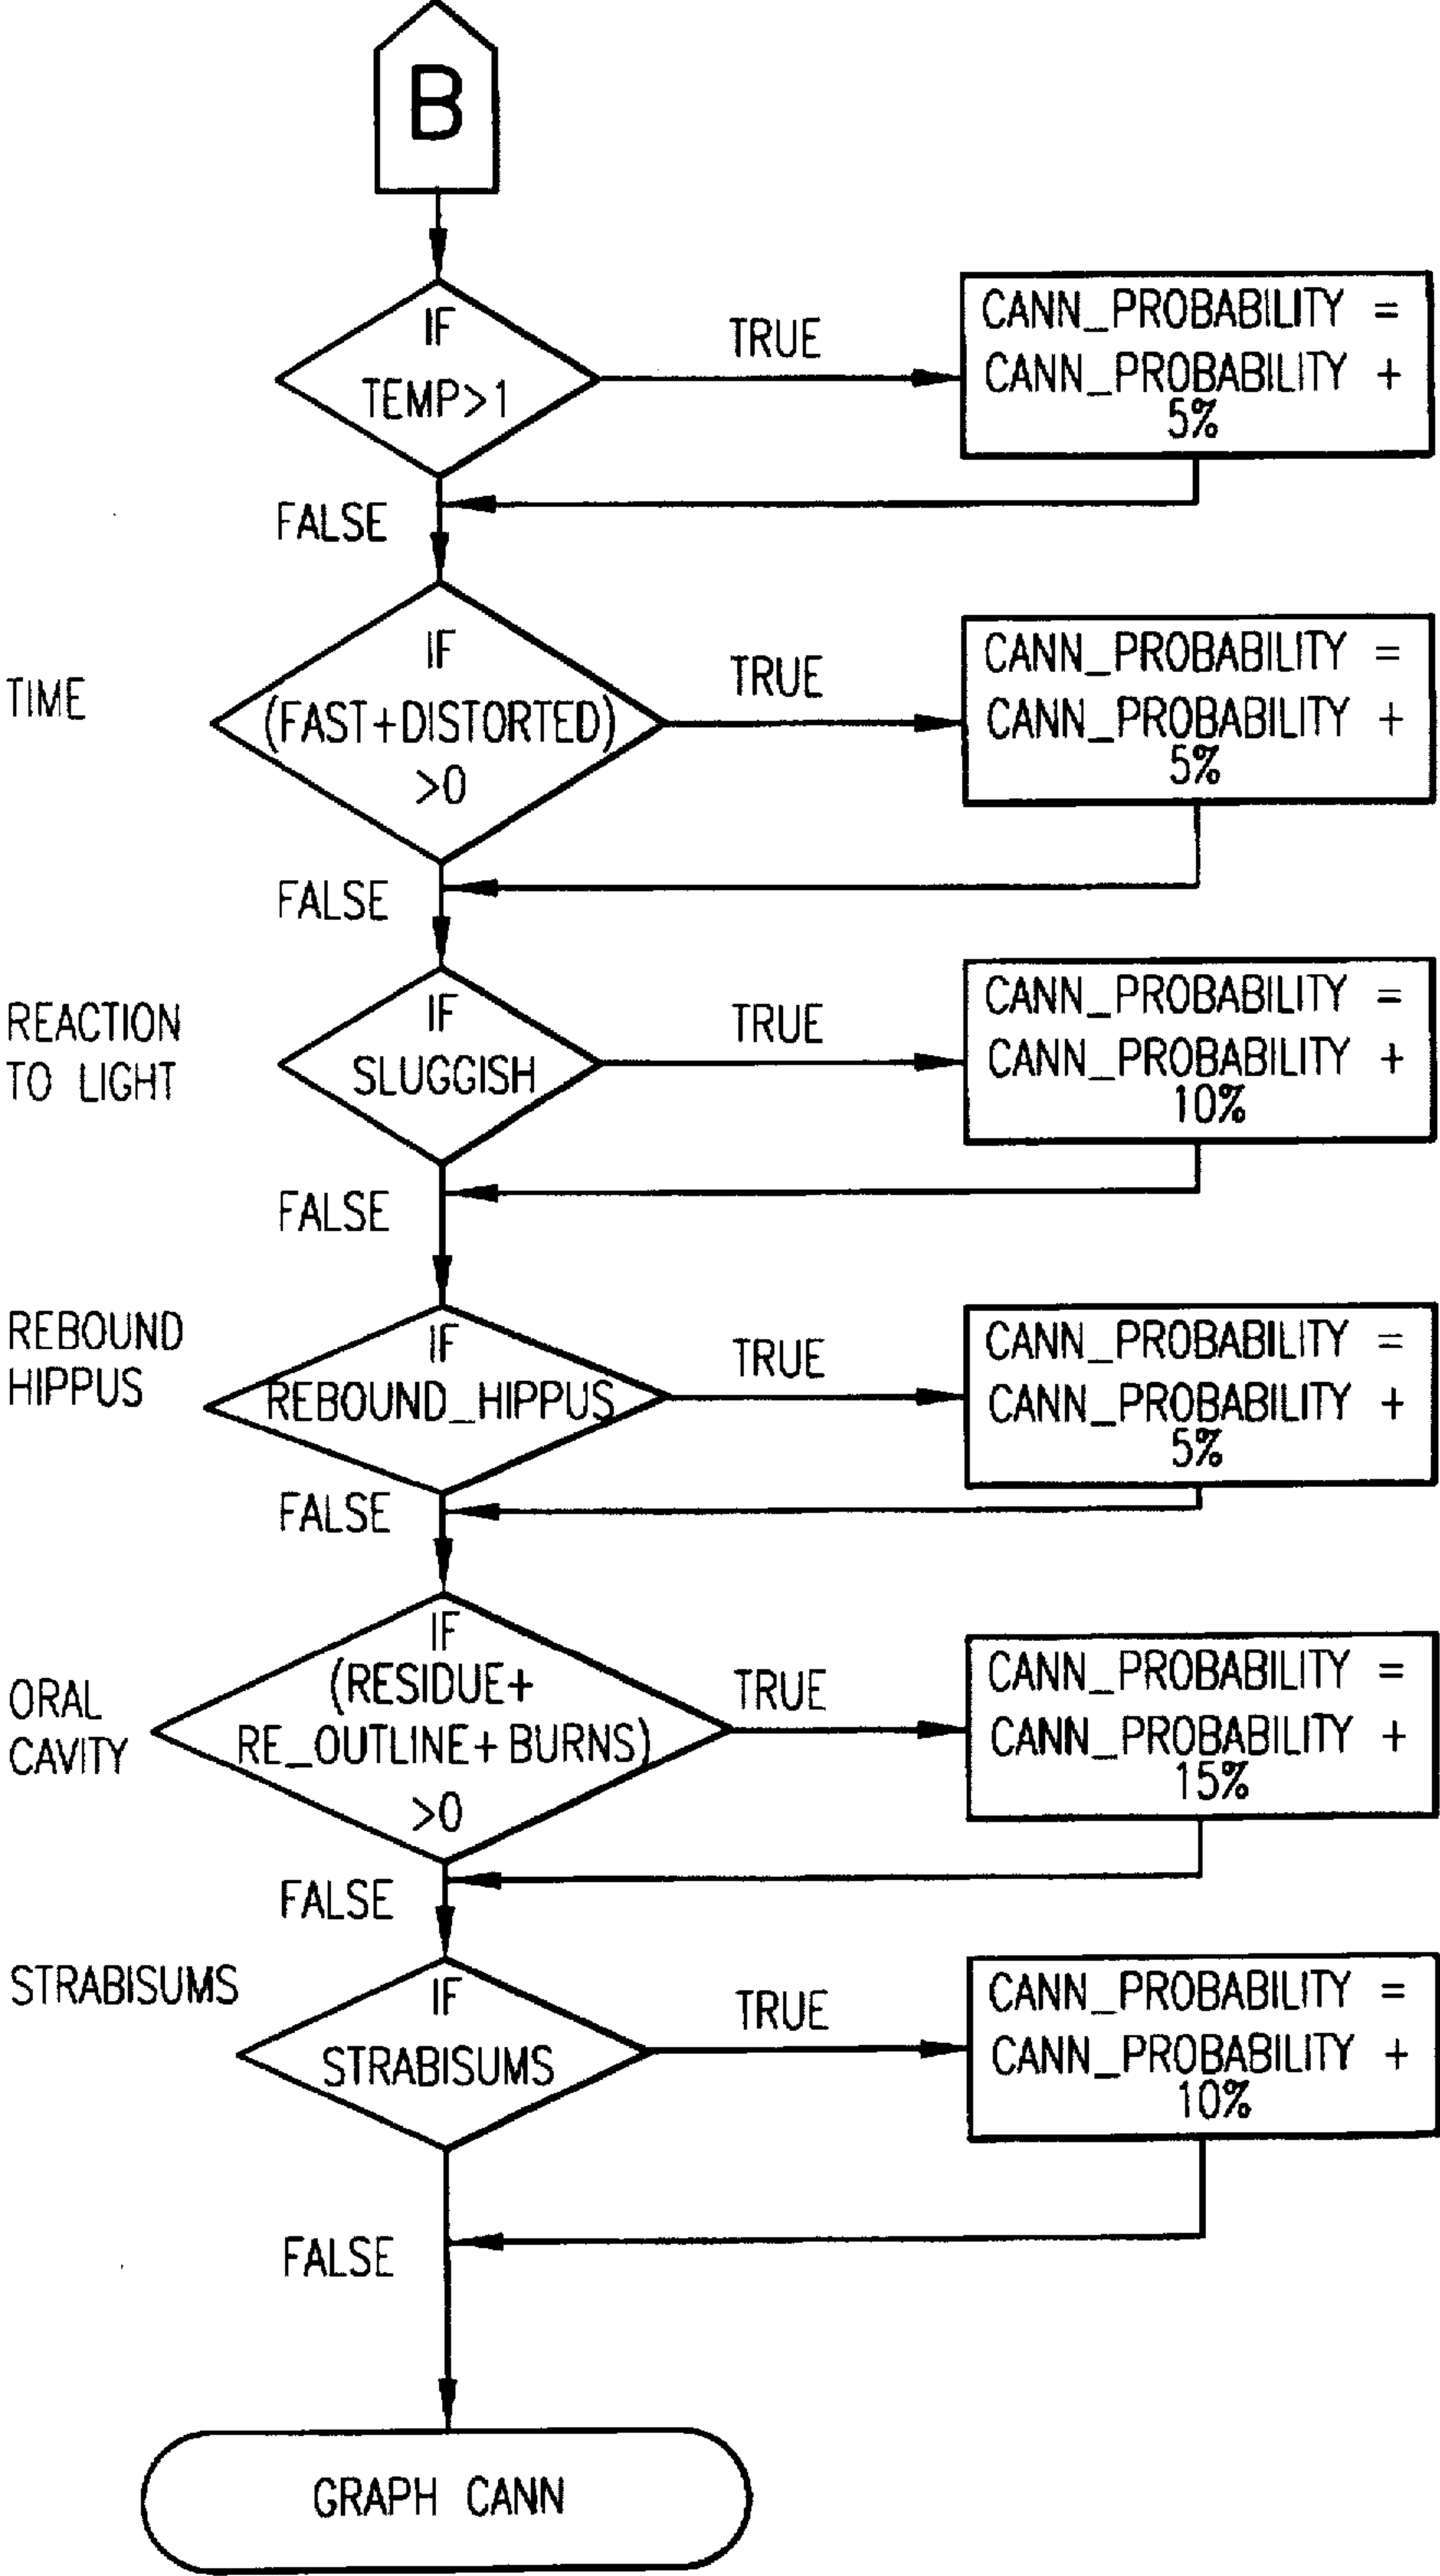 B
IF
TEMP>1
TRUE
CANN_PROBABILITY =
CANN_PROBABILITY +
5%
FALSE
TIME
IF
(FAST+DISTORTED)
>0
TRUE
CANN_PROBABILITY =
CANN_PROBABILITY +
5%
FALSE
REACTION
TO LIGHT
IF
SLUGGISH
TRUE
CANN_PROBABILITY =
CANN_PROBABILITY +
10%
FALSE
REBOUND
HIPPUS
IF
REBOUND_HIPPUS
TRUE
CANN_PROBABILITY =
CANN_PROBABILITY +
5%
FALSE
ORAL
CAVITY
IF
(RESIDUE+
RE_OUTLINE+BURNS)
>0
TRUE
CANN_PROBABILITY =
CANN_PROBABILITY +
15%
FALSE
STRABISUMS
IF
STRABISUMS
TRUE
CANN_PROBABILITY =
CANN_PROBABILITY +
10%
FALSE
GRAPH CANN